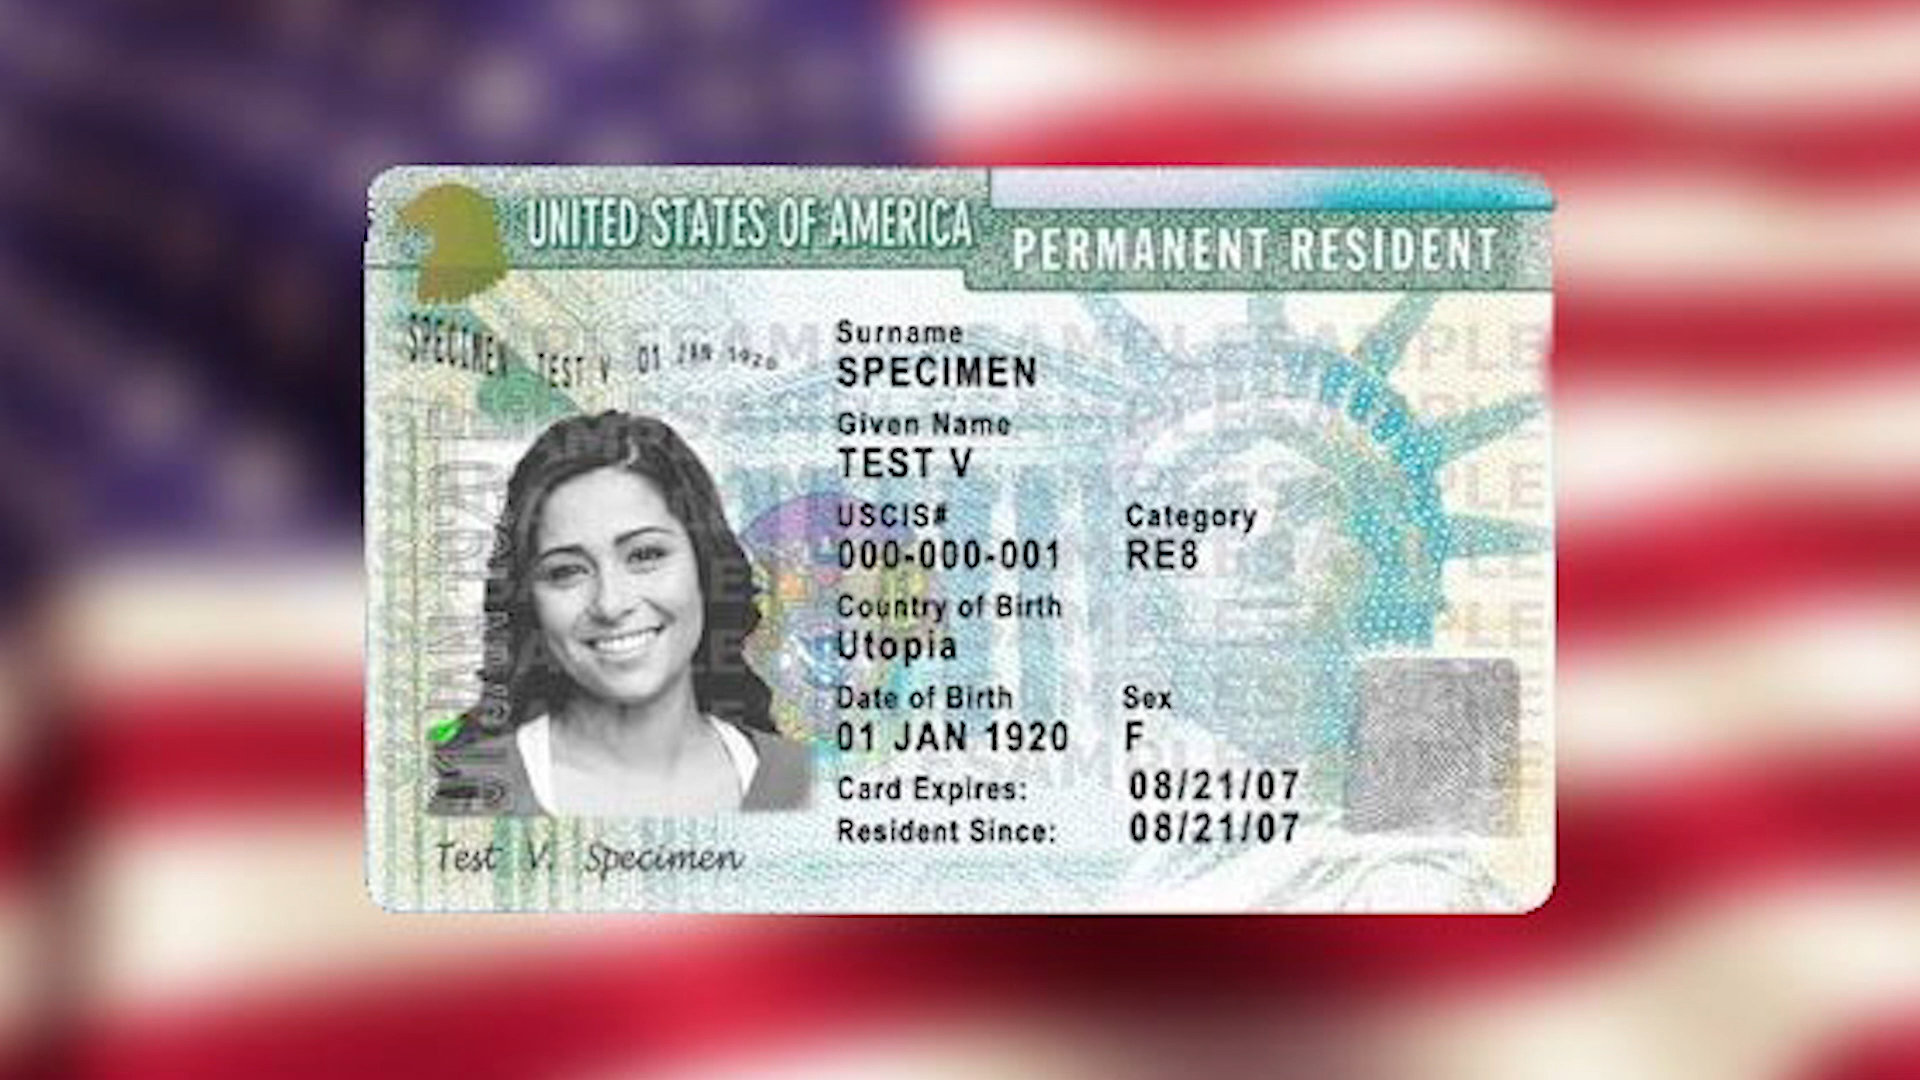 UNITED STATES OF AMERICA
PERMANENT RESIDENT
SPECIMEN TEST V 01 JAN 1920
Surname
SPECIMEN
Given Name
TEST V
USCIS# Category
000-000-001 RE8
Country of Birth
Utopia
Date of Birth Sex
01 JAN 1920 F
Card Expires: 08/21/07
Resident Since: 08/21/07
Test V. Specimen